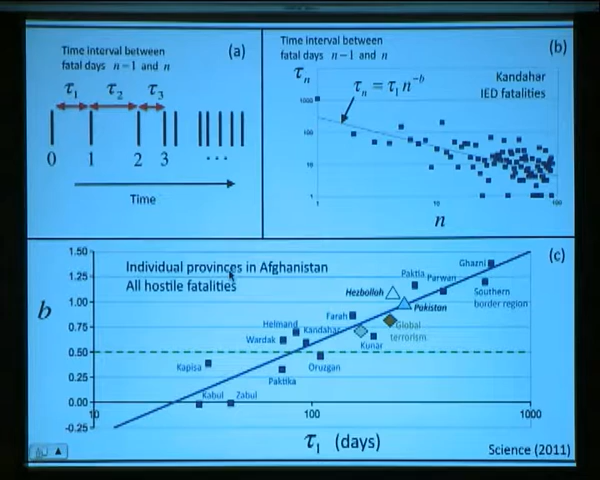 (a)
Time interval between
fatal days n−1 and n
τ1 τ2 τ3
0 1 2 3 ...
Time
(b)
Time interval between
fatal days n−1 and n
τn
τn = τ1 n^-b
Kandahar
IED fatalities
1000
100
10
1
1 10 100
n
(c)
Individual provinces in Afghanistan
All hostile fatalities
b
1.50
1.25
1.00
0.75
0.50
0.25
0.00
-0.25
10 100 1000
Ghazni
Paktia
Parwan
Hezbollah
Southern
border region
Pakistan
Farah
Global
terrorism
Helmand
Kandahar
Wardak
Kunar
Kapisa
Oruzgan
Paktika
Kabul
Zabul
τ1 (days)
Science (2011)